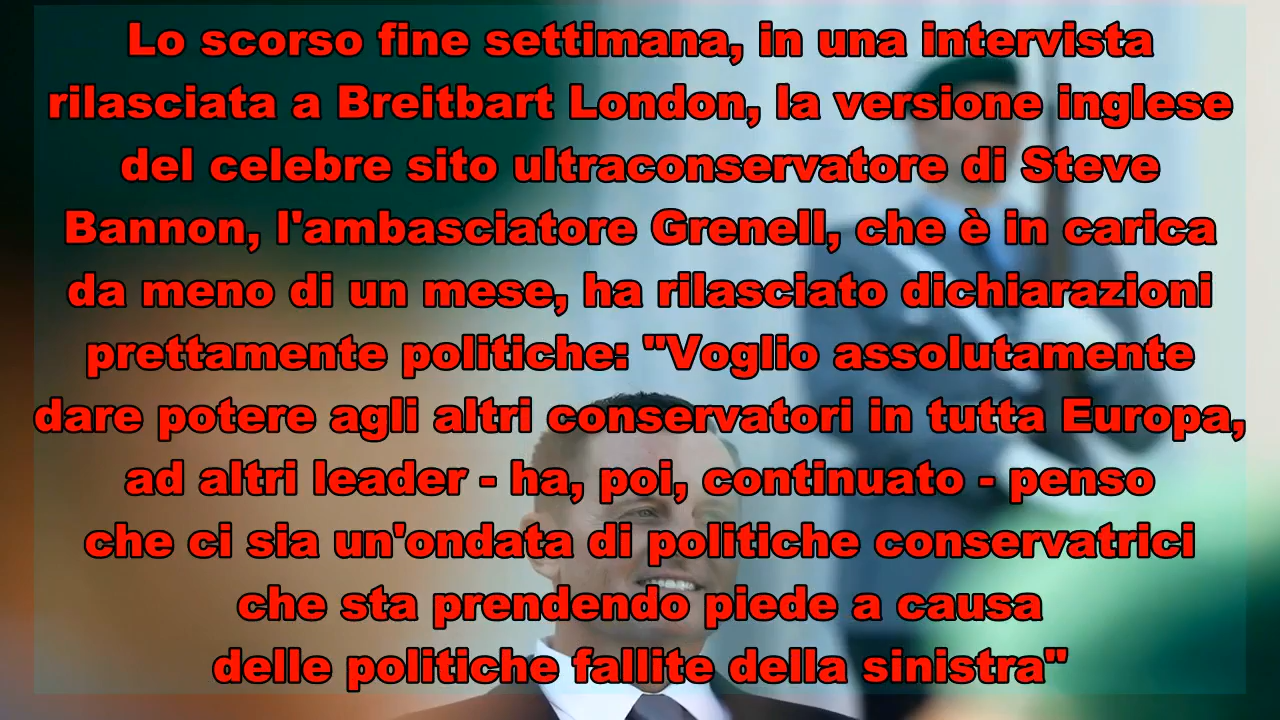 Lo scorso fine settimana, in una intervista
rilasciata a Breitbart London, la versione inglese
del celebre sito ultraconservatore di Steve
Bannon, l'ambasciatore Grenell, che è in carica
da meno di un mese, ha rilasciato dichiarazioni
prettamente politiche: "Voglio assolutamente
dare potere agli altri conservatori in tutta Europa,
ad altri leader - ha, poi, continuato - penso
che ci sia un'ondata di politiche conservatrici
che sta prendendo piede a causa
delle politiche fallite della sinistra"